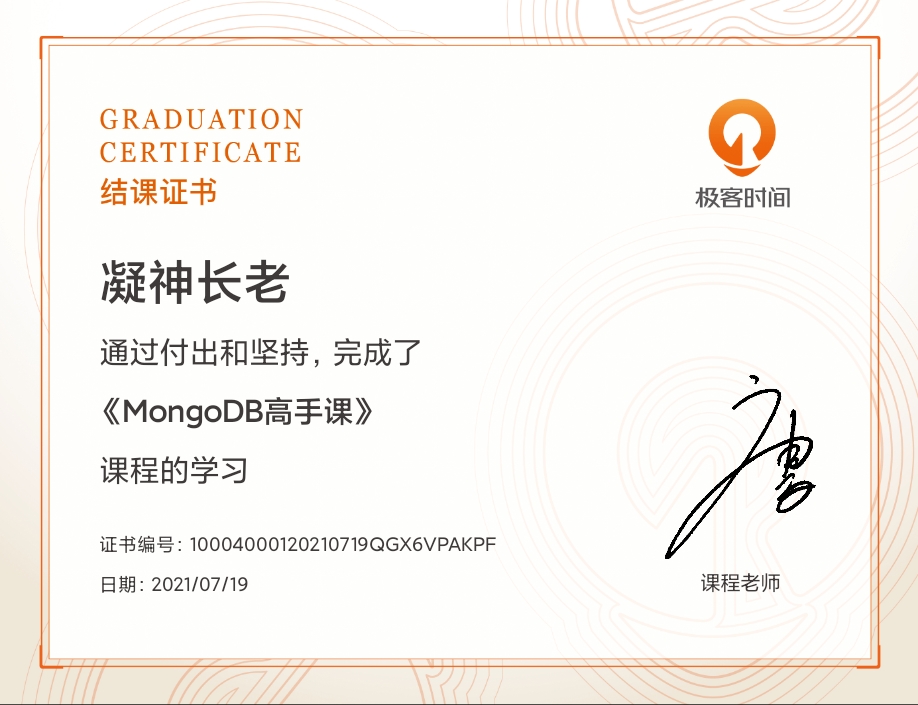 GRADUATION
CERTIFICATE
结课证书
极客时间
凝神长老
通过付出和坚持，完成了
《MongoDB高手课》
课程的学习
证书编号：10004000120210719QGX6VPAKPF
日期：2021/07/19
课程老师